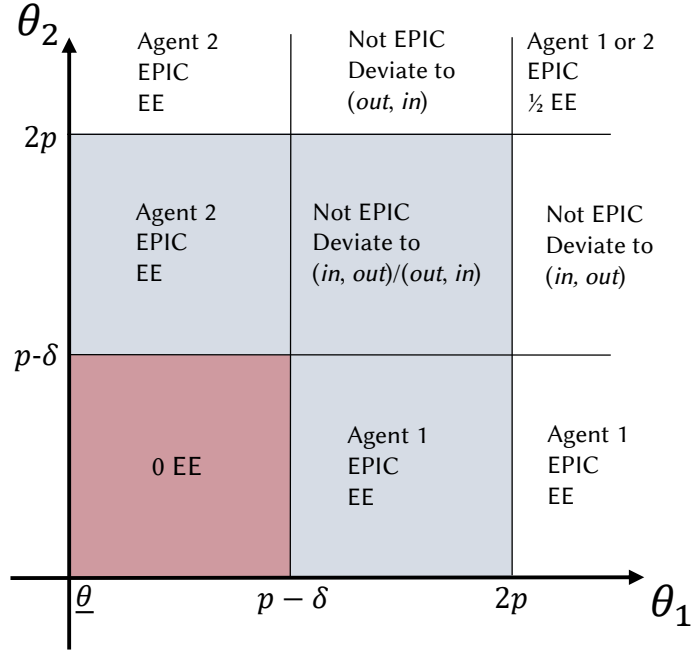 θ₂
Agent 2
EPIC
EE
Not EPIC
Deviate to
(out, in)
Agent 1 or 2
EPIC
½ EE
2p
Agent 2
EPIC
EE
Not EPIC
Deviate to
(in, out)/(out, in)
Not EPIC
Deviate to
(in, out)
p-δ
0 EE
Agent 1
EPIC
EE
Agent 1
EPIC
EE
θ̲
p − δ
2p
θ₁